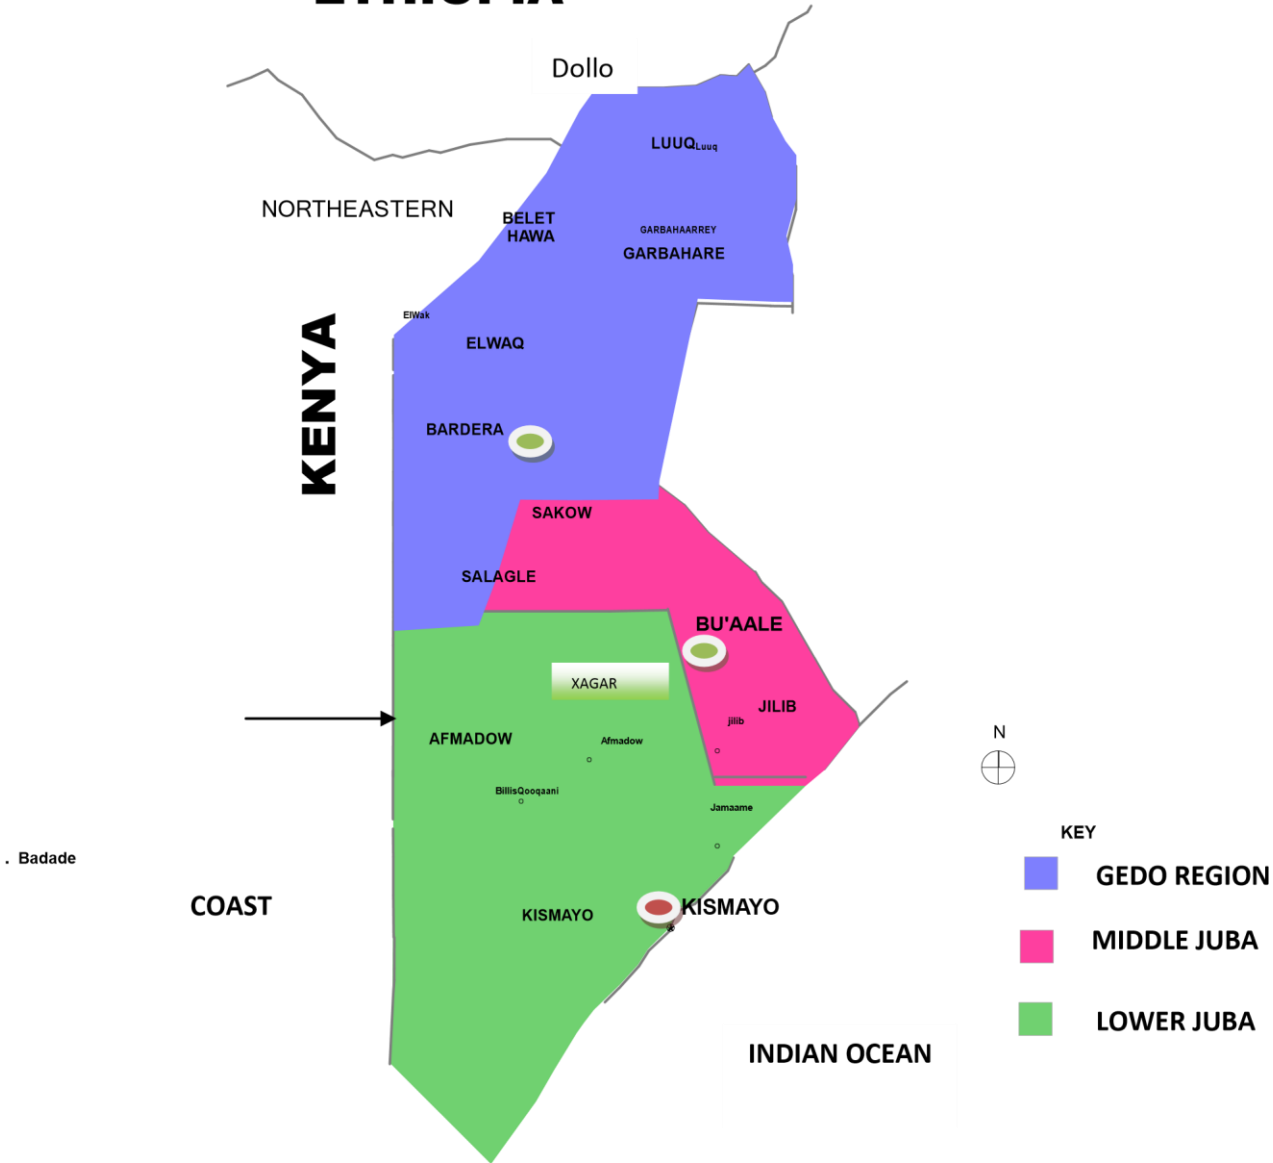 ETHIOPIA
Dollo
LUUQ
Luuq
NORTHEASTERN
BELET
HAWA
GARBAHAARREY
GARBAHARE
ElWak
KENYA
ELWAQ
BARDERA
SAKOW
SALAGLE
BU'AALE
XAGAR
JILIB
jilib
AFMADOW
Afmadow
BillisQooqaani
Jamaame
N
KEY
. Badade
GEDO REGION
COAST
KISMAYO
KISMAYO
MIDDLE JUBA
LOWER JUBA
INDIAN OCEAN